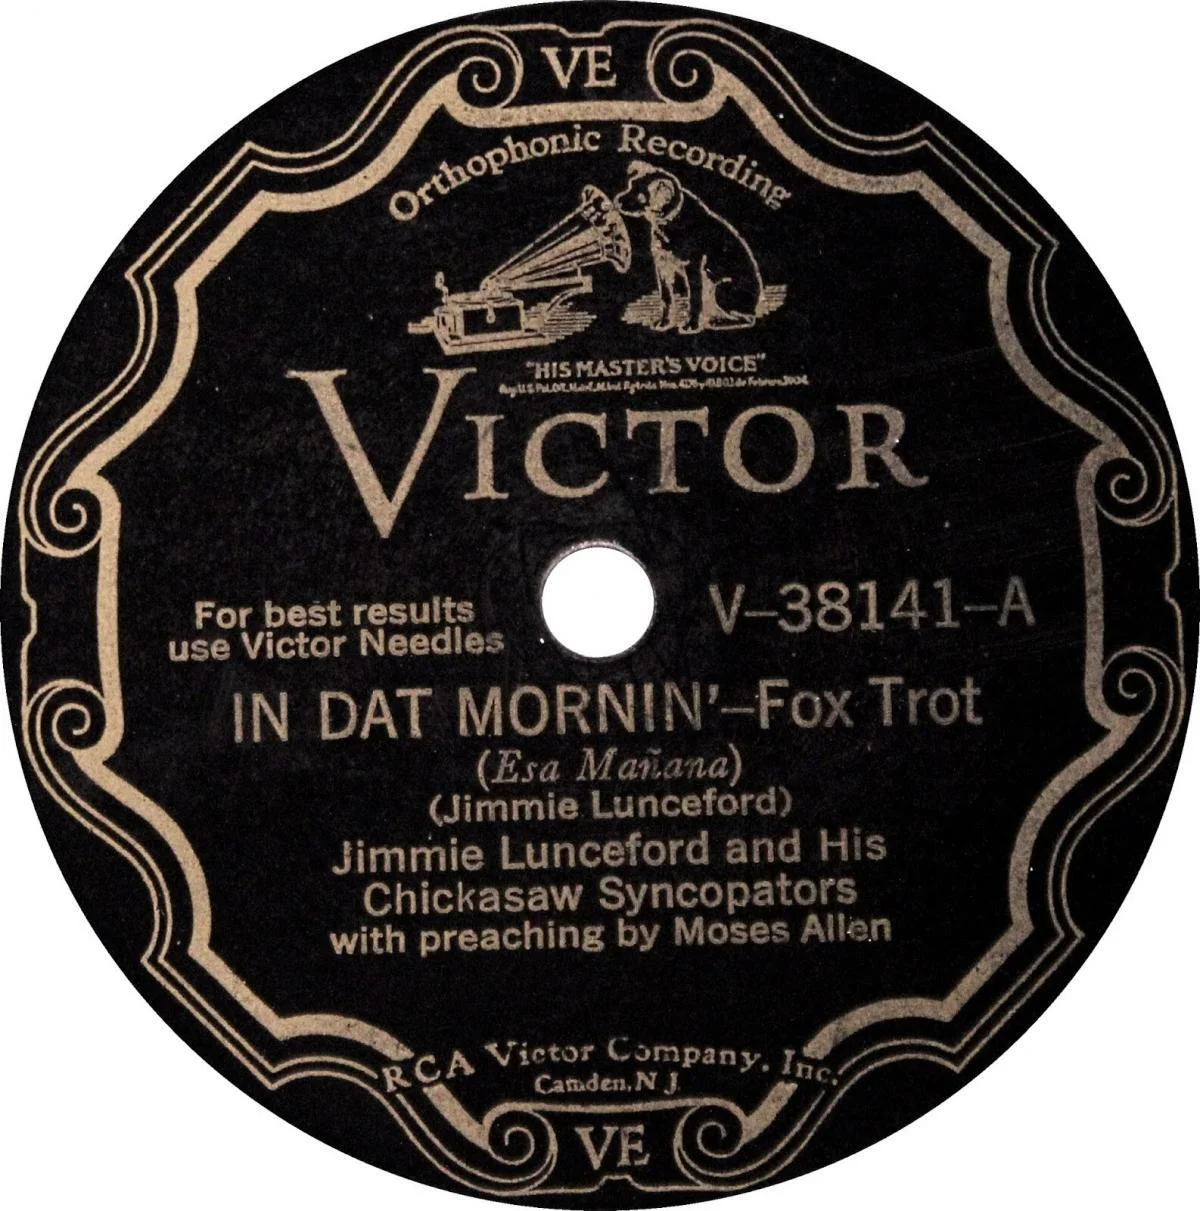 VE
Orthophonic Recording
"HIS MASTER'S VOICE"
VICTOR
For best results
use Victor Needles
V–38141–A
IN DAT MORNIN'–Fox Trot
(Esa Mañana)
(Jimmie Lunceford)
Jimmie Lunceford and His
Chickasaw Syncopators
with preaching by Moses Allen
RCA Victor Company, Inc.
Camden, N J.
VE